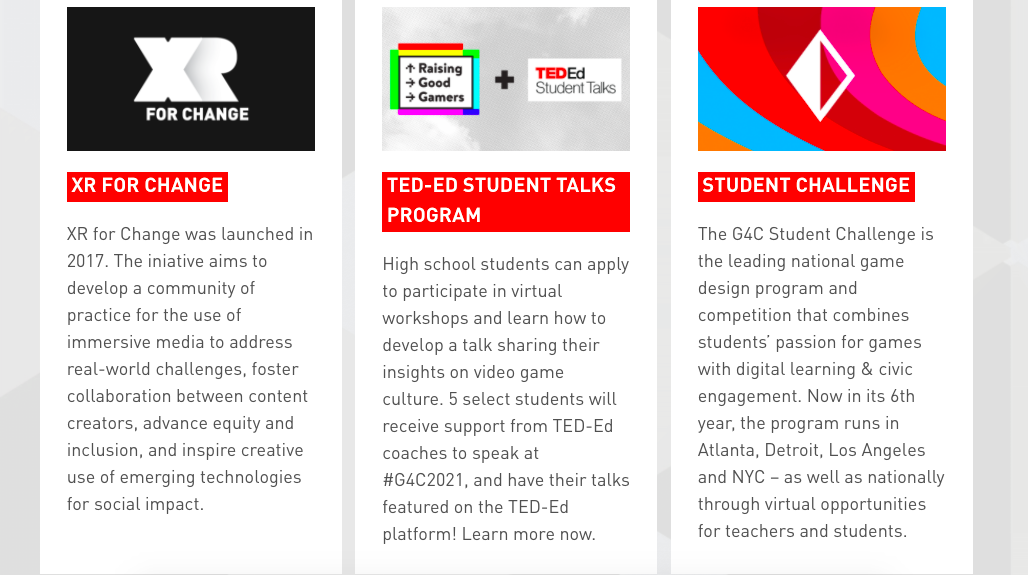 XR
FOR CHANGE
XR FOR CHANGE
XR for Change was launched in
2017. The iniative aims to
develop a community of
practice for the use of
immersive media to address
real-world challenges, foster
collaboration between content
creators, advance equity and
inclusion, and inspire creative
use of emerging technologies
for social impact.
↑ Raising
→ Good
→ Gamers
+
TEDEd
Student Talks
TED-ED STUDENT TALKS
PROGRAM
High school students can apply
to participate in virtual
workshops and learn how to
develop a talk sharing their
insights on video game
culture. 5 select students will
receive support from TED-Ed
coaches to speak at
#G4C2021, and have their talks
featured on the TED-Ed
platform! Learn more now.
STUDENT CHALLENGE
The G4C Student Challenge is
the leading national game
design program and
competition that combines
students’ passion for games
with digital learning & civic
engagement. Now in its 6th
year, the program runs in
Atlanta, Detroit, Los Angeles
and NYC – as well as nationally
through virtual opportunities
for teachers and students.